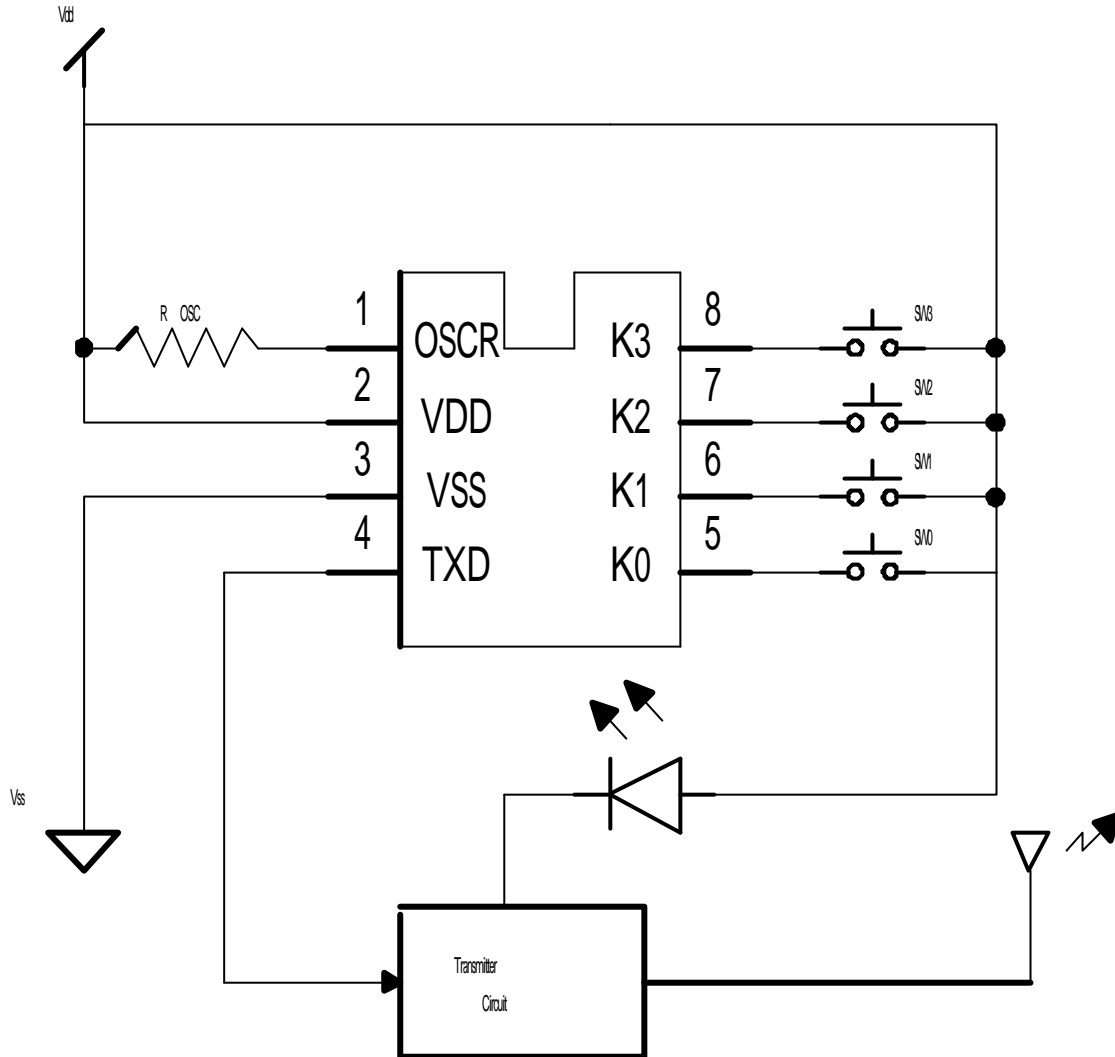 Vdd
R OSC
1
OSCR
K3
8
SW3
2
VDD
K2
7
SW2
3
VSS
K1
6
SW1
4
TXD
K0
5
SW0
Vss
Transmitter
Circuit